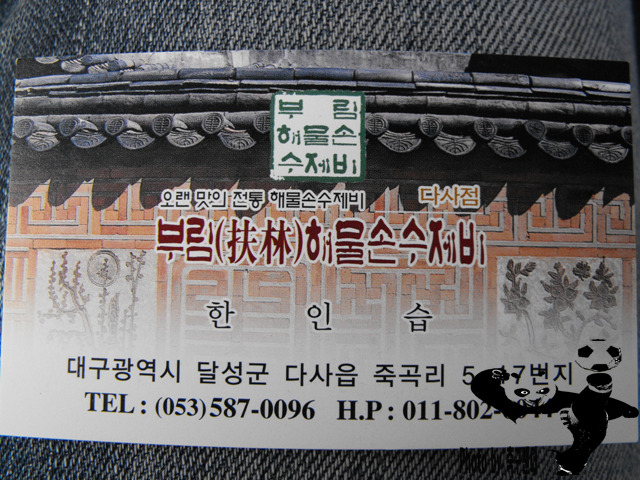 부림
해물손
수제비
오랜 맛의 전통 해물손수제비 다사점
부림(扶林)해물손수제비
한 인 습
대구광역시 달성군 다사읍 죽곡리
TEL : (053) 587-0096 H.P : 011-802-